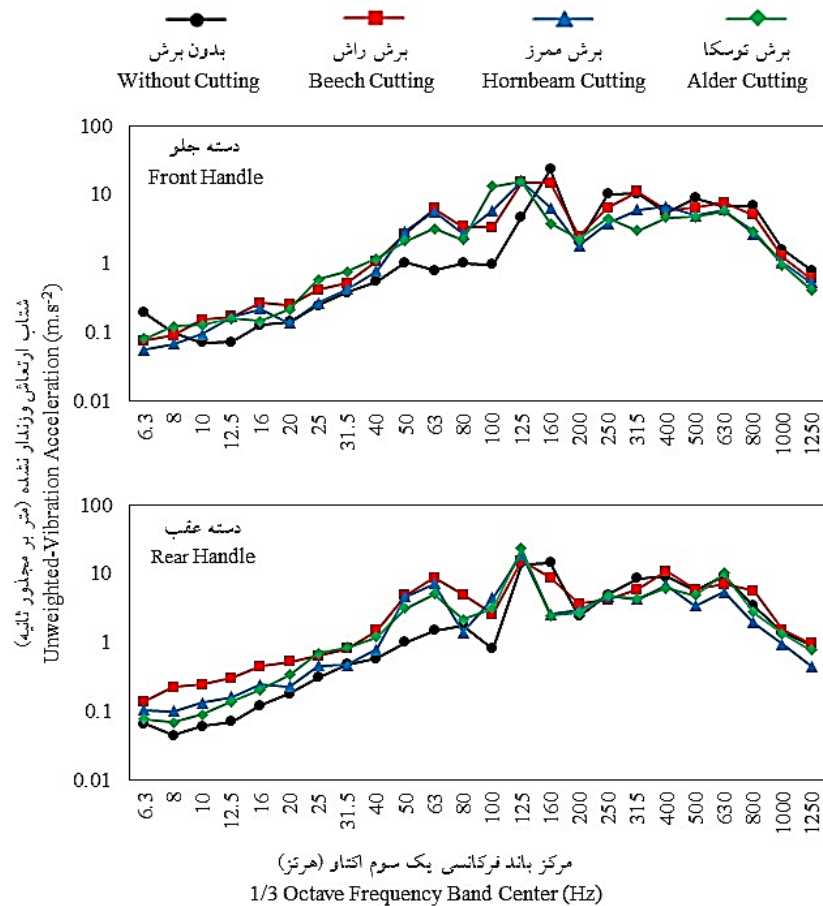 بدون برش
Without Cutting
برش راش
Beech Cutting
برش ممرز
Hornbeam Cutting
برش توسکا
Alder Cutting
شتاب ارتعاش وزن‌دار نشده (متر بر مجذور ثانیه)
Unweighted-Vibration Acceleration (m.s-2)
دسته جلو
Front Handle
100
10
1
0.1
0.01
6.3 8 10 12.5 16 20 25 31.5 40 50 63 80 100 125 160 200 250 315 400 500 630 800 1000 1250
دسته عقب
Rear Handle
100
10
1
0.1
0.01
6.3 8 10 12.5 16 20 25 31.5 40 50 63 80 100 125 160 200 250 315 400 500 630 800 1000 1250
مرکز باند فرکانسی یک سوم اکتاو (هرتز)
1/3 Octave Frequency Band Center (Hz)